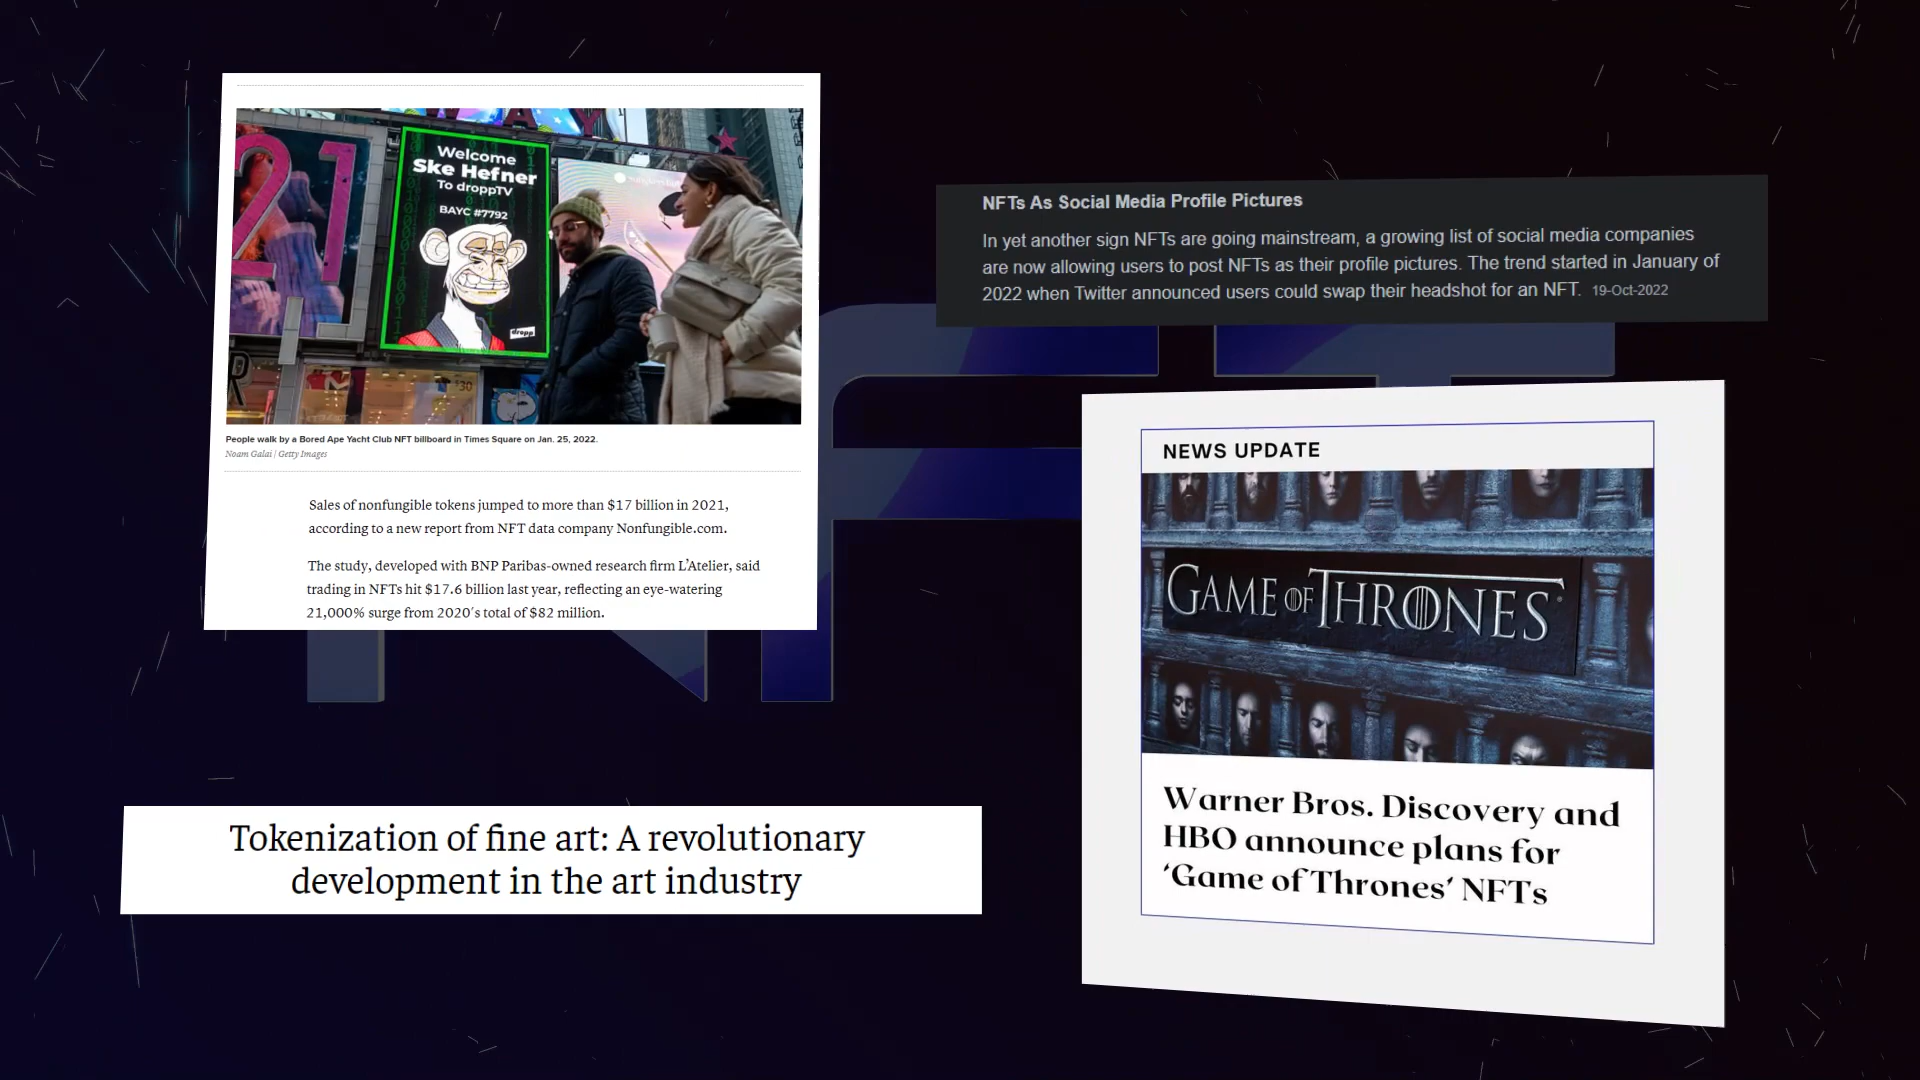 WAY
21
Welcome
Ske Hefner
To droppTV
BAYC #7792
dropp
R
$30
People walk by a Bored Ape Yacht Club NFT billboard in Times Square on Jan. 25, 2022.
Noam Galai | Getty Images
Sales of nonfungible tokens jumped to more than $17 billion in 2021,
according to a new report from NFT data company Nonfungible.com.
The study, developed with BNP Paribas-owned research firm L’Atelier, said
trading in NFTs hit $17.6 billion last year, reflecting an eye-watering
21,000% surge from 2020′s total of $82 million.
NFTs As Social Media Profile Pictures
In yet another sign NFTs are going mainstream, a growing list of social media companies
are now allowing users to post NFTs as their profile pictures. The trend started in January of
2022 when Twitter announced users could swap their headshot for an NFT. 19-Oct-2022
NFT
NEWS UPDATE
GAME OF THRONES
Warner Bros. Discovery and
HBO announce plans for
‘Game of Thrones’ NFTs
Tokenization of fine art: A revolutionary
development in the art industry